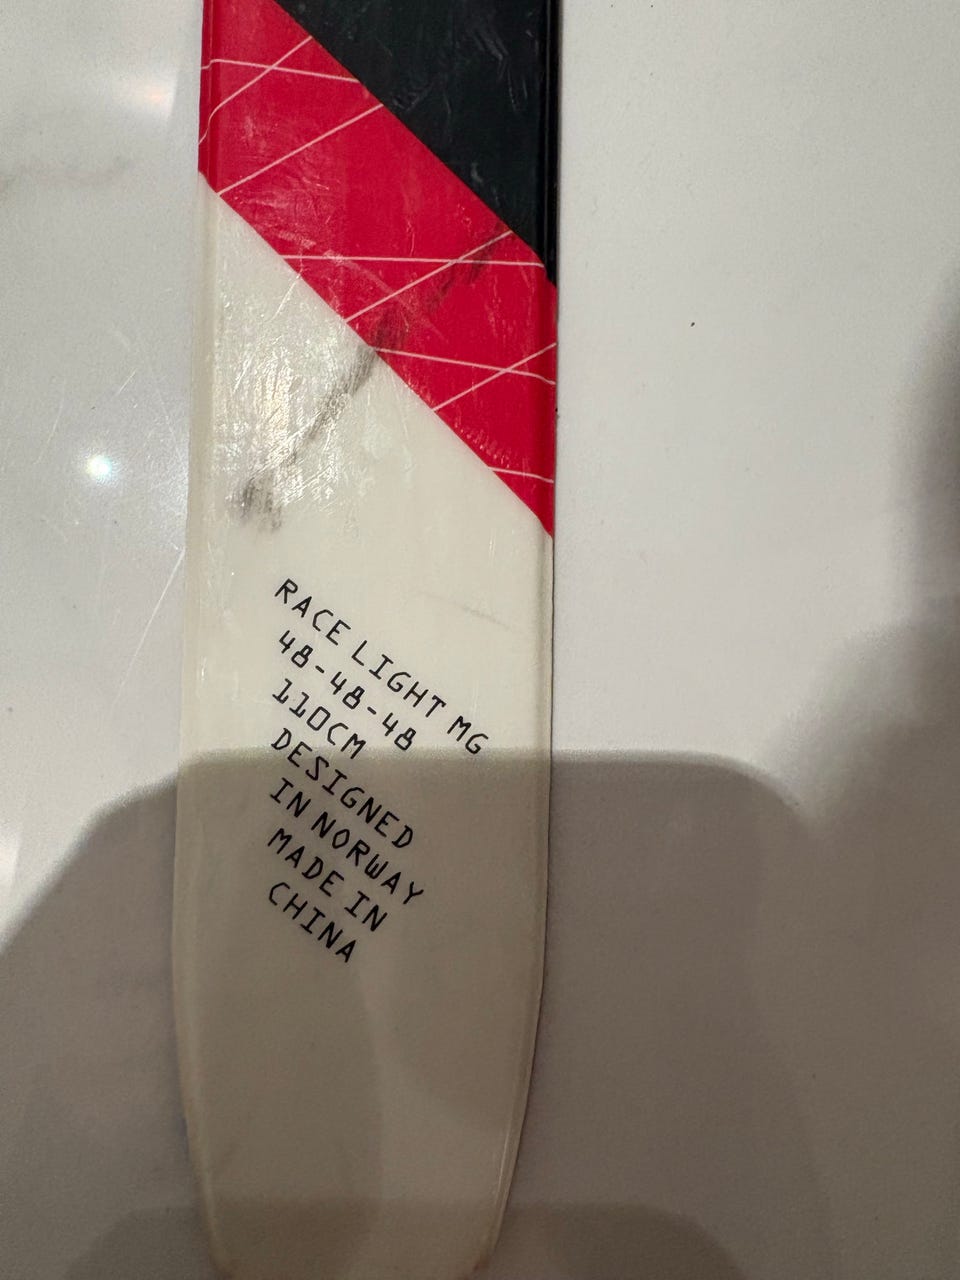 RACE LIGHT MG
48-48-48
110CM
DESIGNED
IN NORWAY
MADE IN
CHINA